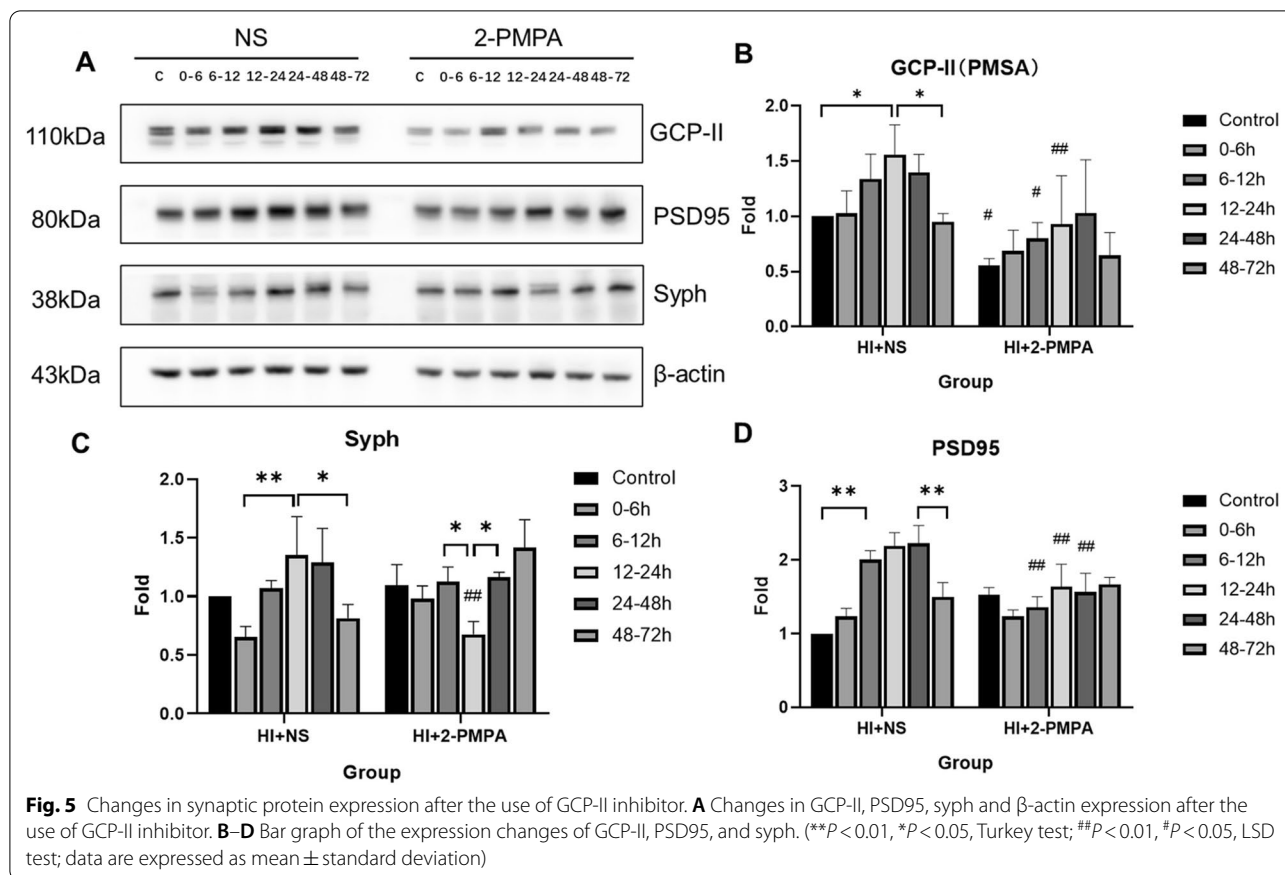 A
NS 2-PMPA
C 0-6 6-12 12-24 24-48 48-72 C 0-6 6-12 12-24 24-48 48-72
110kDa GCP-II
80kDa PSD95
38kDa Syph
43kDa β-actin
B
GCP-II(PMSA)
* *
# # ##
2.0
1.5
1.0
0.5
0.0
Fold
HI+NS HI+2-PMPA
Group
Control
0-6h
6-12h
12-24h
24-48h
48-72h
C
Syph
** * * * ##
2.0
1.5
1.0
0.5
0.0
Fold
HI+NS HI+2-PMPA
Group
Control
0-6h
6-12h
12-24h
24-48h
48-72h
D
PSD95
** ** ## ## ##
3
2
1
0
Fold
HI+NS HI+2-PMPA
Group
Control
0-6h
6-12h
12-24h
24-48h
48-72h
Fig. 5 Changes in synaptic protein expression after the use of GCP-II inhibitor. A Changes in GCP-II, PSD95, syph and β-actin expression after the
use of GCP-II inhibitor. B–D Bar graph of the expression changes of GCP-II, PSD95, and syph. (**P < 0.01, *P < 0.05, Turkey test; ##P < 0.01, #P < 0.05, LSD
test; data are expressed as mean ± standard deviation)